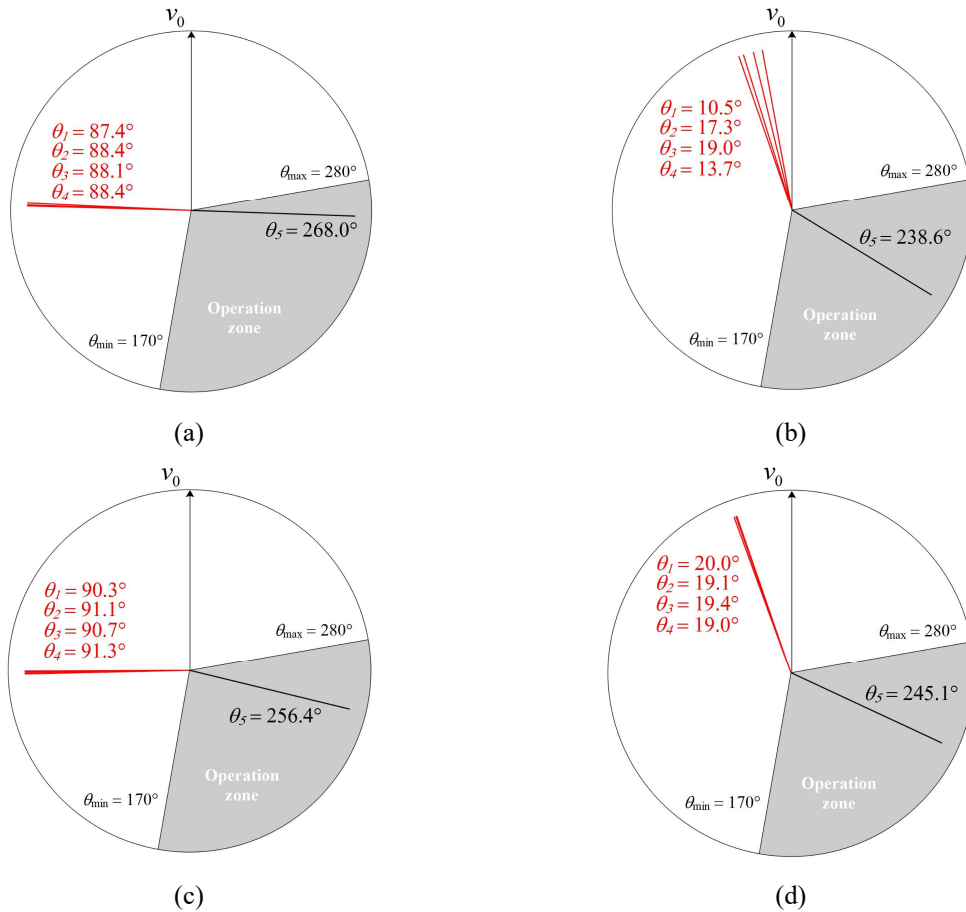 v₀
θ₁ = 87.4°
θ₂ = 88.4°
θ₃ = 88.1°
θ₄ = 88.4°
θmax = 280°
θ₅ = 268.0°
Operation
zone
θmin = 170°
(a)
v₀
θ₁ = 10.5°
θ₂ = 17.3°
θ₃ = 19.0°
θ₄ = 13.7°
θmax = 280°
θ₅ = 238.6°
Operation
zone
θmin = 170°
(b)
v₀
θ₁ = 90.3°
θ₂ = 91.1°
θ₃ = 90.7°
θ₄ = 91.3°
θmax = 280°
θ₅ = 256.4°
Operation
zone
θmin = 170°
(c)
v₀
θ₁ = 20.0°
θ₂ = 19.1°
θ₃ = 19.4°
θ₄ = 19.0°
θmax = 280°
θ₅ = 245.1°
Operation
zone
θmin = 170°
(d)